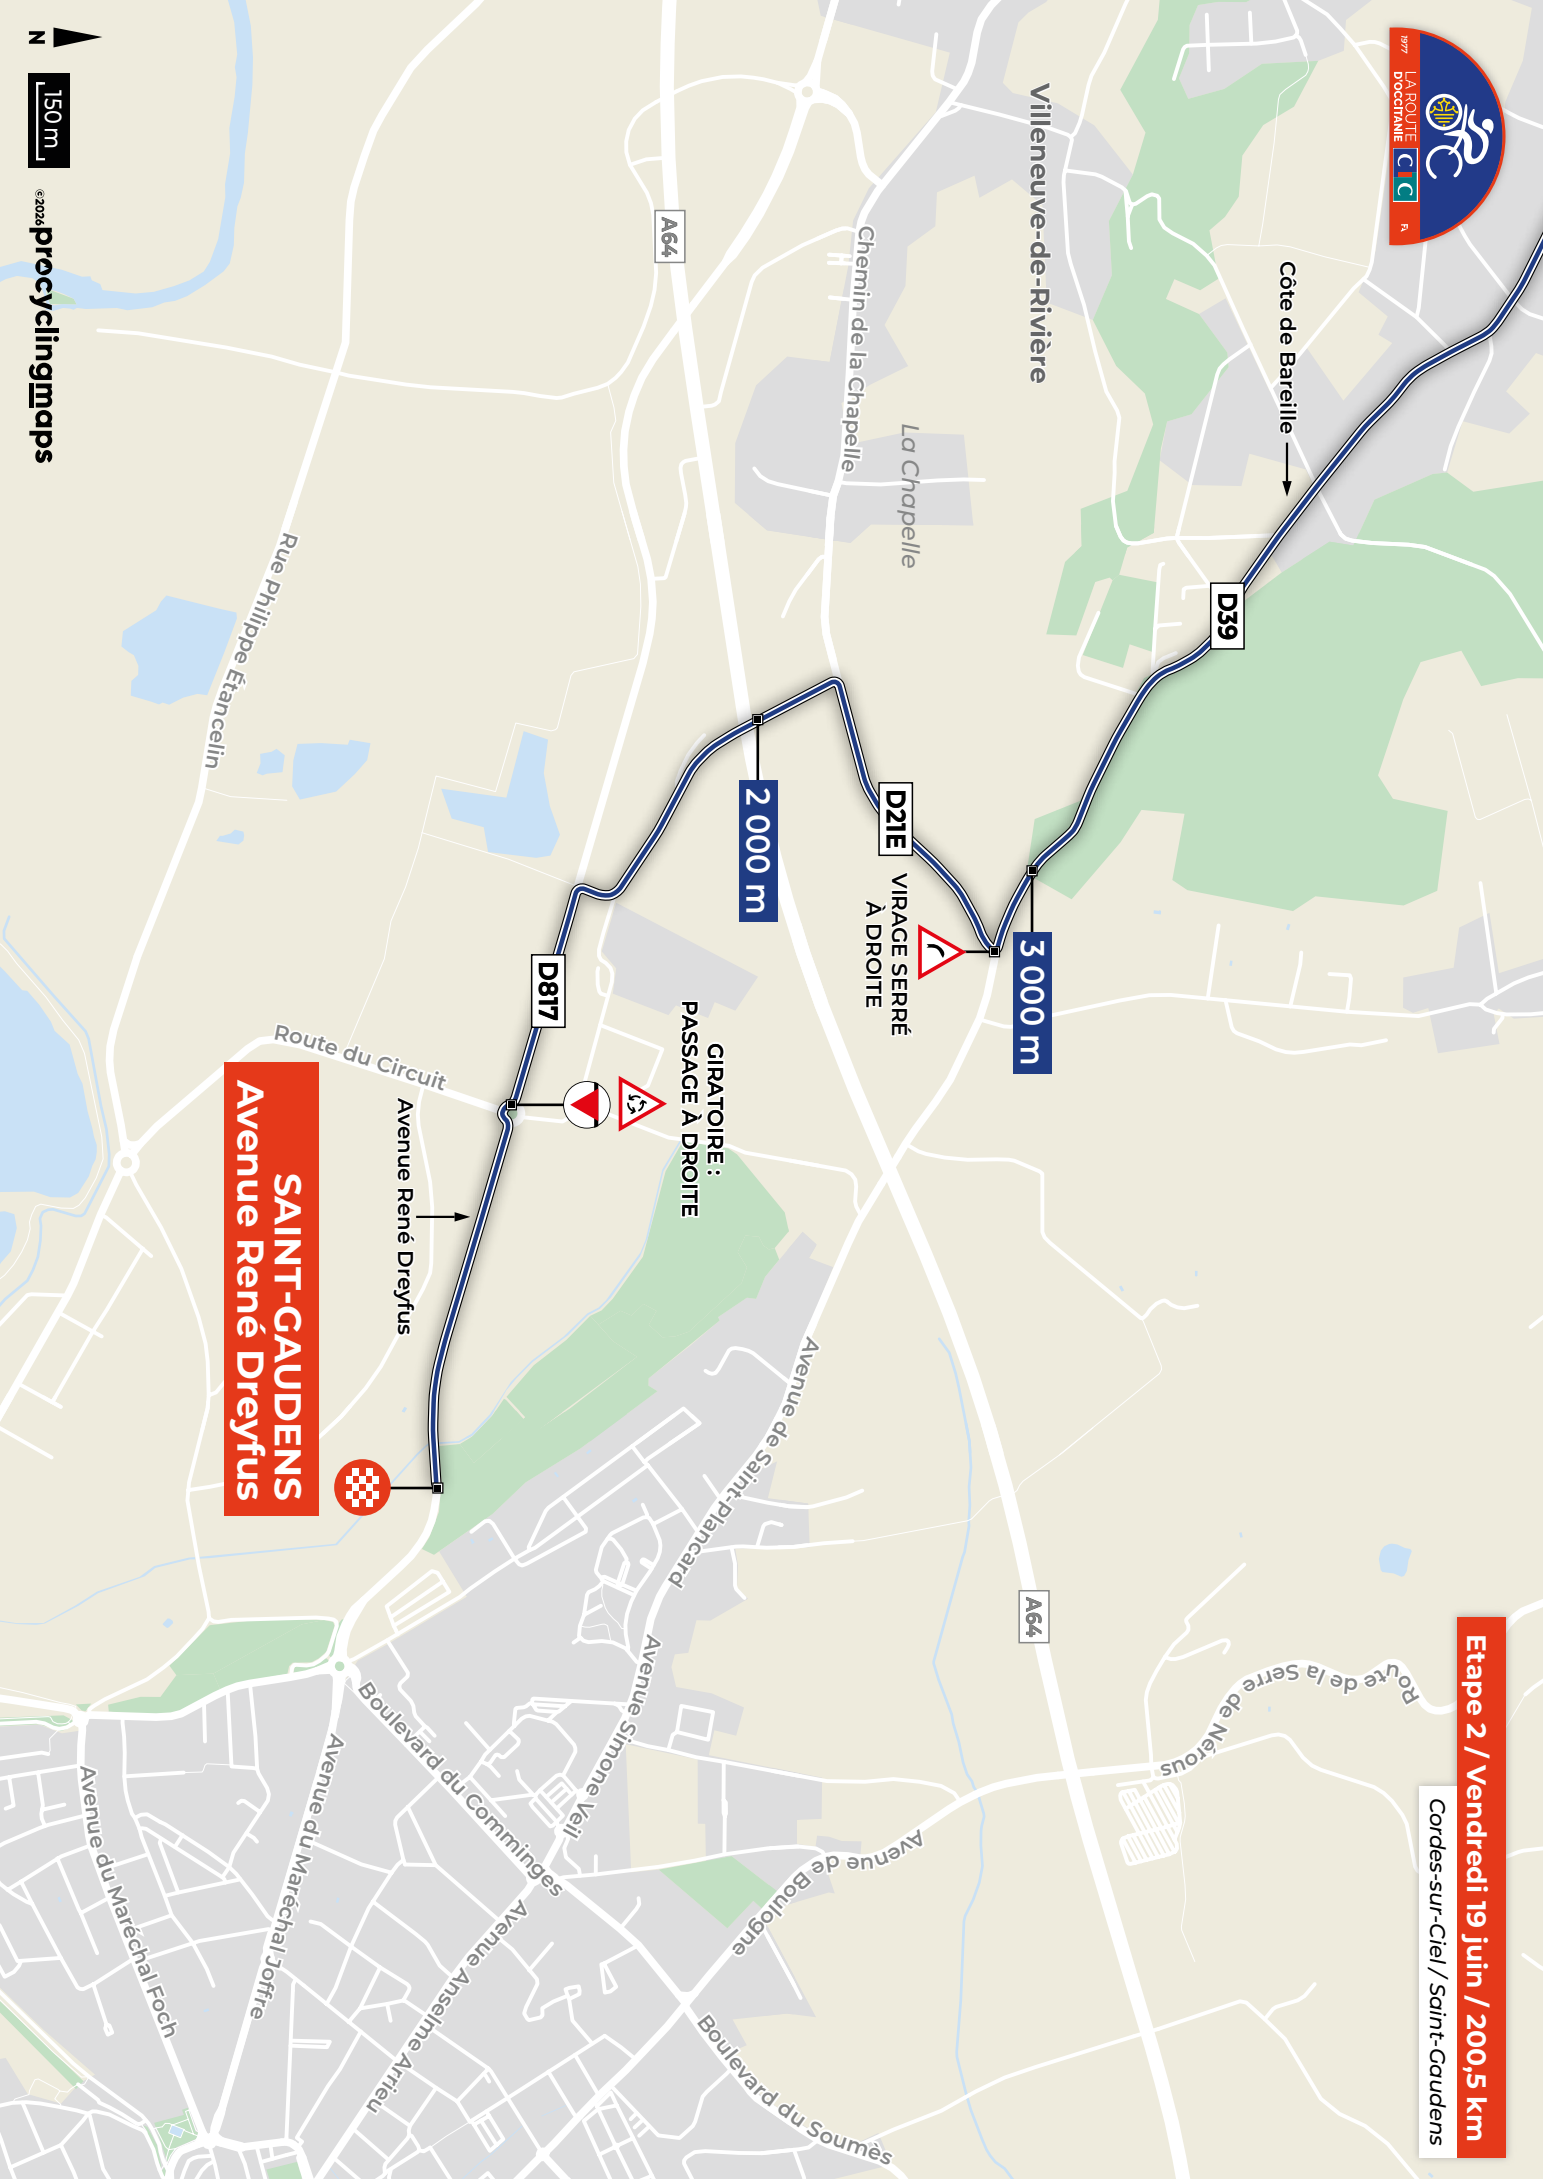 1977
LA ROUTE
D'OCCITANIE
C
C
Etape 2 / Vendredi 19 juin / 200,5 km
Cordes-sur-Ciel / Saint-Gaudens
Côte de Bareille
Villeneuve-de-Rivière
D39
Chemin de la Chapelle
La Chapelle
A64
D21E
3 000 m
VIRAGE SERRÉ
À DROITE
2 000 m
D817
GIRATOIRE :
PASSAGE À DROITE
Rue Philippe Étancelin
Route du Circuit
Avenue René Dreyfus
SAINT-GAUDENS
Avenue René Dreyfus
Avenue de Saint-Plancard
A64
Route de la Serre de Nérous
Avenue Simone Veil
Avenue de Boulogne
Boulevard du Comminges
Avenue du Maréchal Joffre
Avenue du Maréchal Foch
Avenue Anselme Arrieu
Boulevard du Soumès
N
150 m
©2026 procyclingmaps